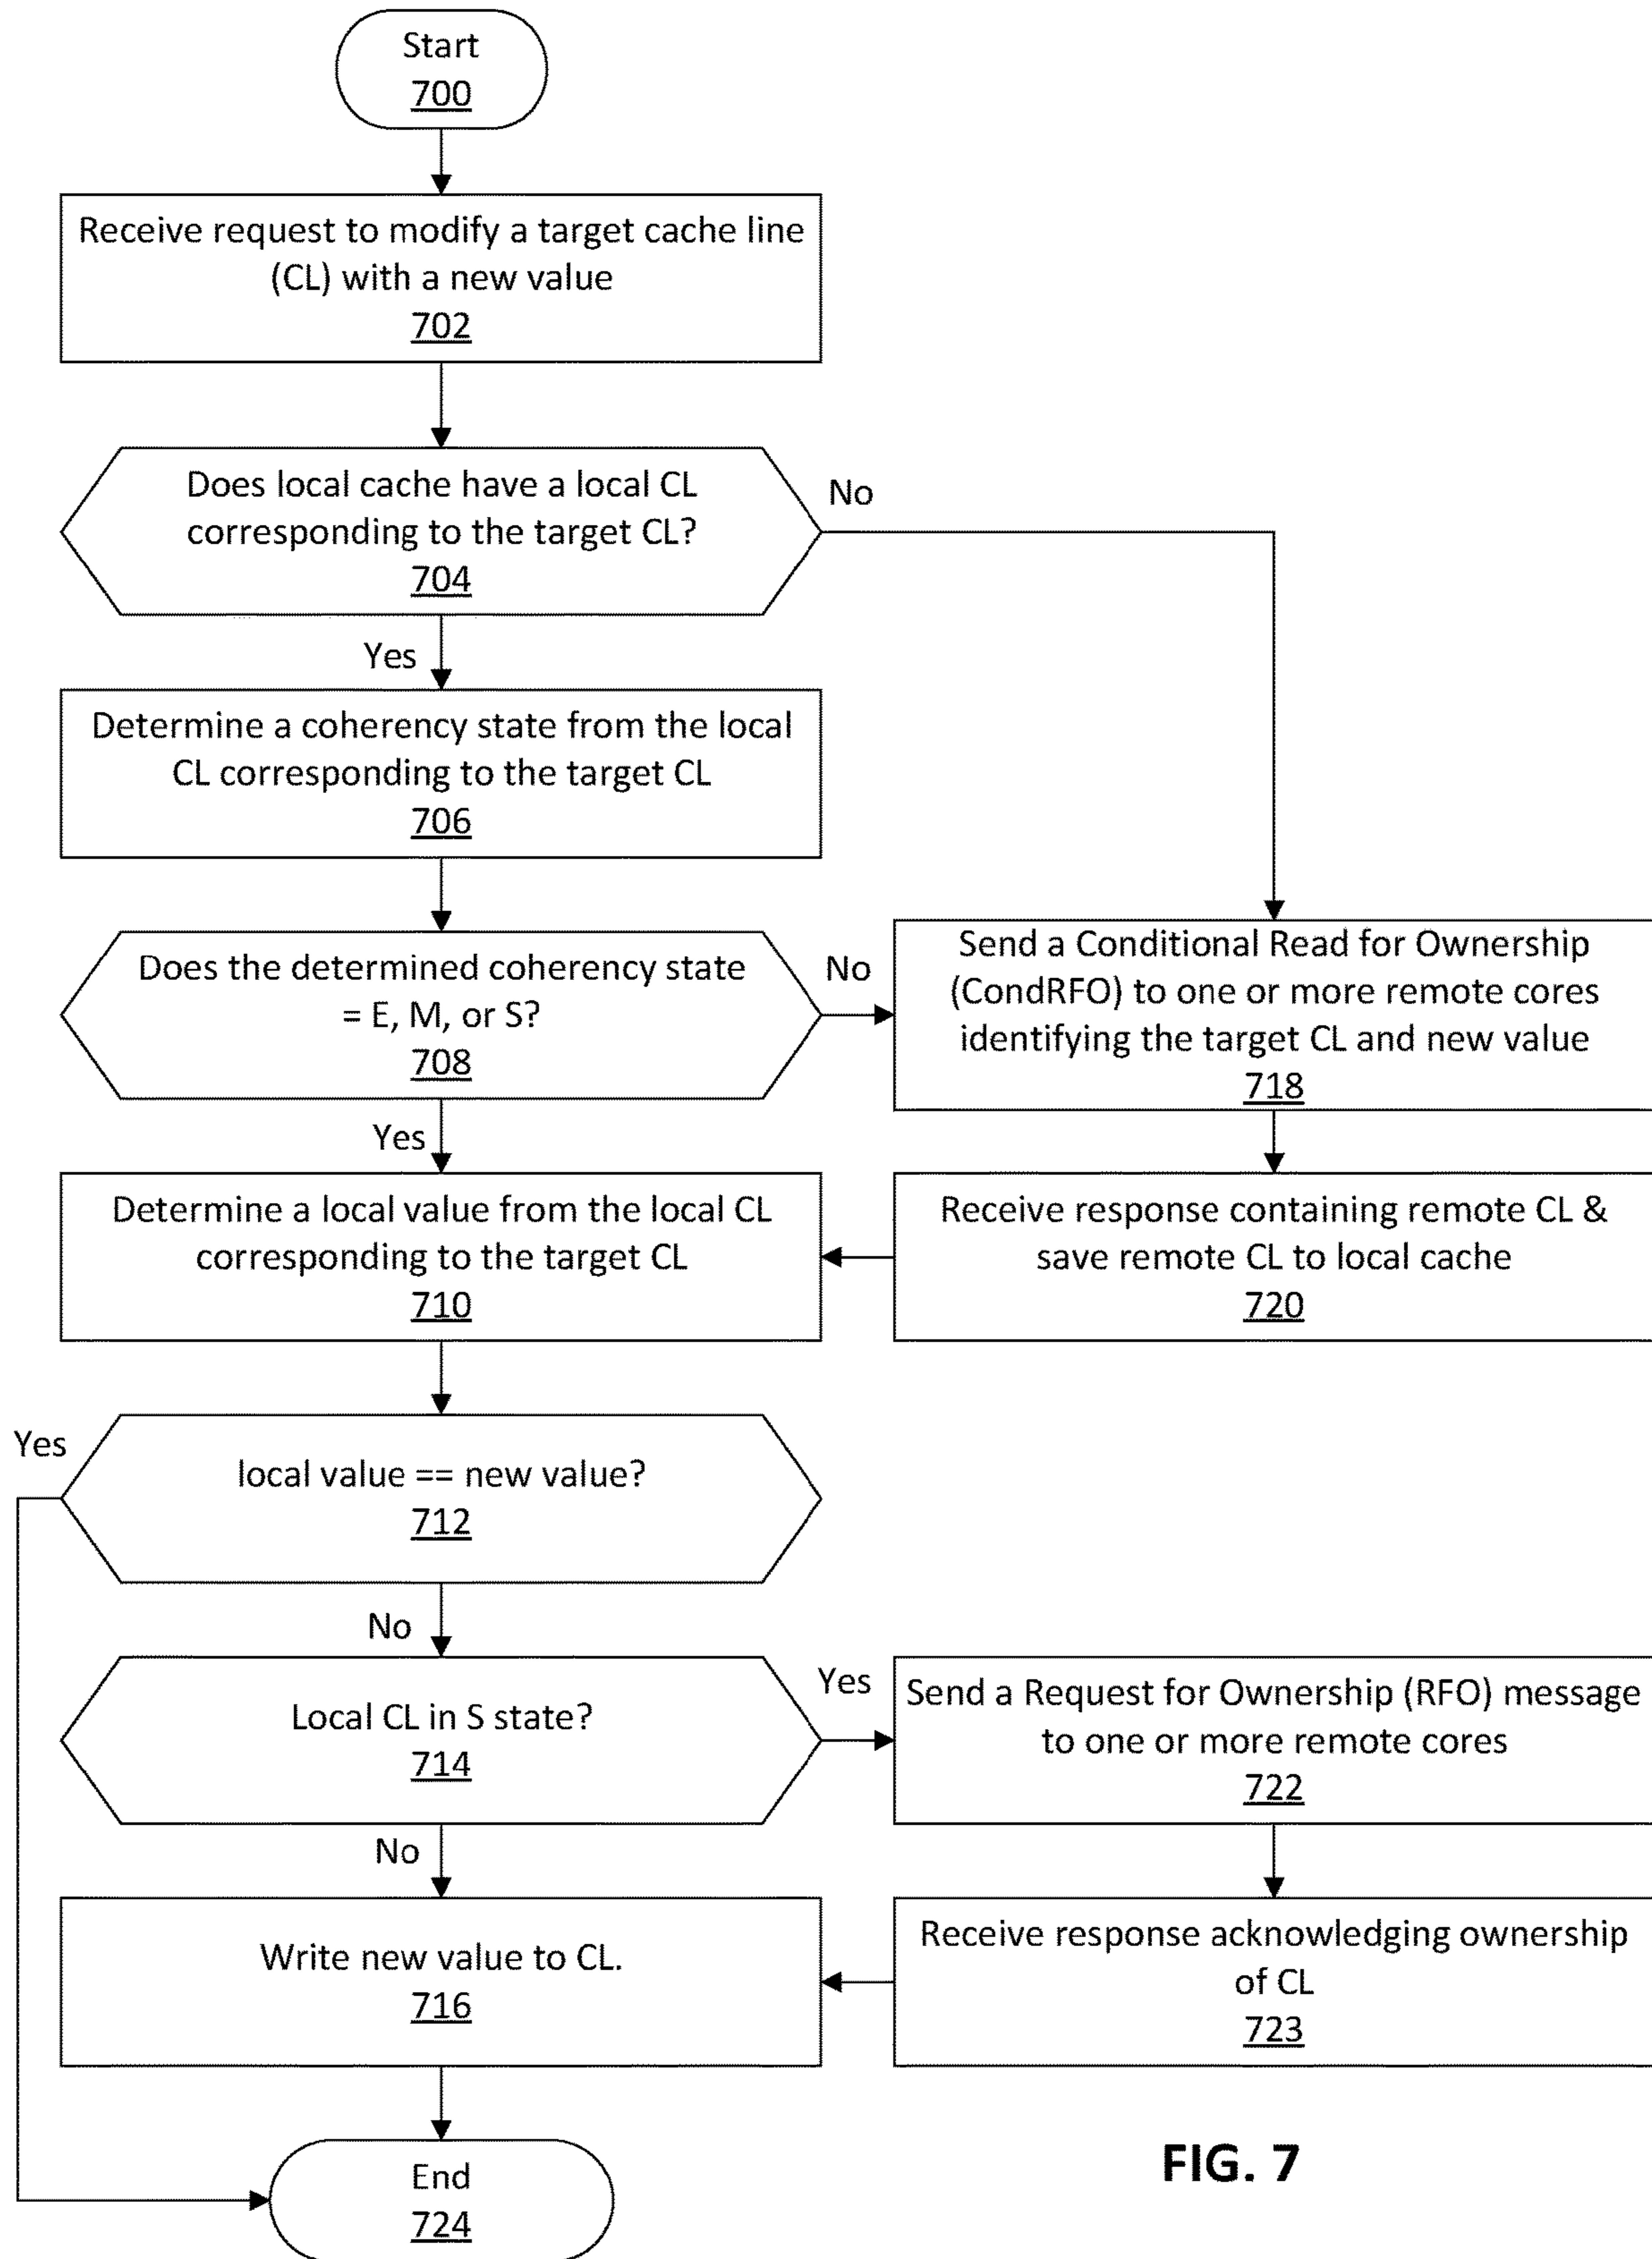 Start
700
Receive request to modify a target cache line
(CL) with a new value
702
Does local cache have a local CL
corresponding to the target CL?
704
No
Yes
Determine a coherency state from the local
CL corresponding to the target CL
706
Does the determined coherency state
= E, M, or S?
708
No
Send a Conditional Read for Ownership
(CondRFO) to one or more remote cores
identifying the target CL and new value
718
Yes
Determine a local value from the local CL
corresponding to the target CL
710
Receive response containing remote CL &
save remote CL to local cache
720
Yes
local value == new value?
712
No
Local CL in S state?
714
Yes
Send a Request for Ownership (RFO) message
to one or more remote cores
722
No
Write new value to CL.
716
Receive response acknowledging ownership
of CL
723
End
724
FIG. 7